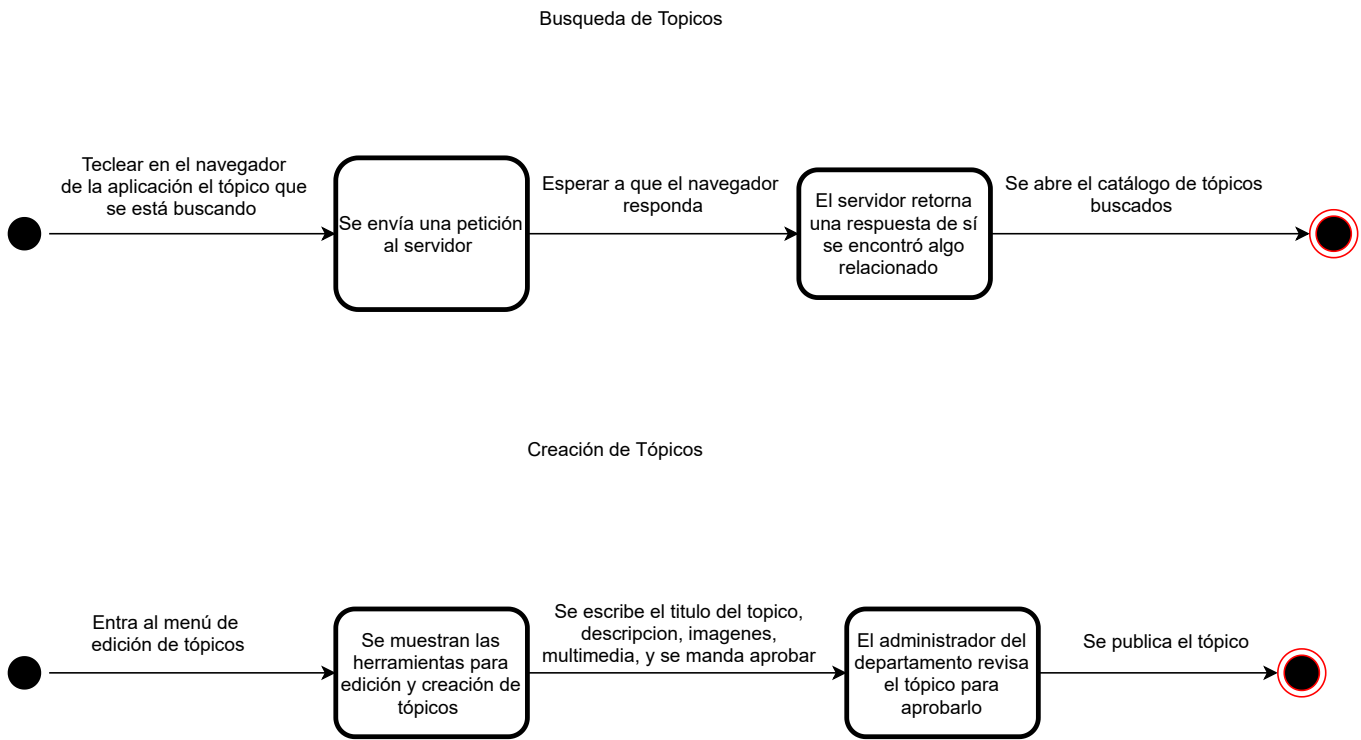 Busqueda de Topicos
Teclear en el navegador
de la aplicación el tópico que
se está buscando
Se envía una petición
al servidor
Esperar a que el navegador
responda
El servidor retorna
una respuesta de sí
se encontró algo
relacionado
Se abre el catálogo de tópicos
buscados
Creación de Tópicos
Entra al menú de
edición de tópicos
Se muestran las
herramientas para
edición y creación de
tópicos
Se escribe el titulo del topico,
descripcion, imagenes,
multimedia, y se manda aprobar
El administrador del
departamento revisa
el tópico para
aprobarlo
Se publica el tópico